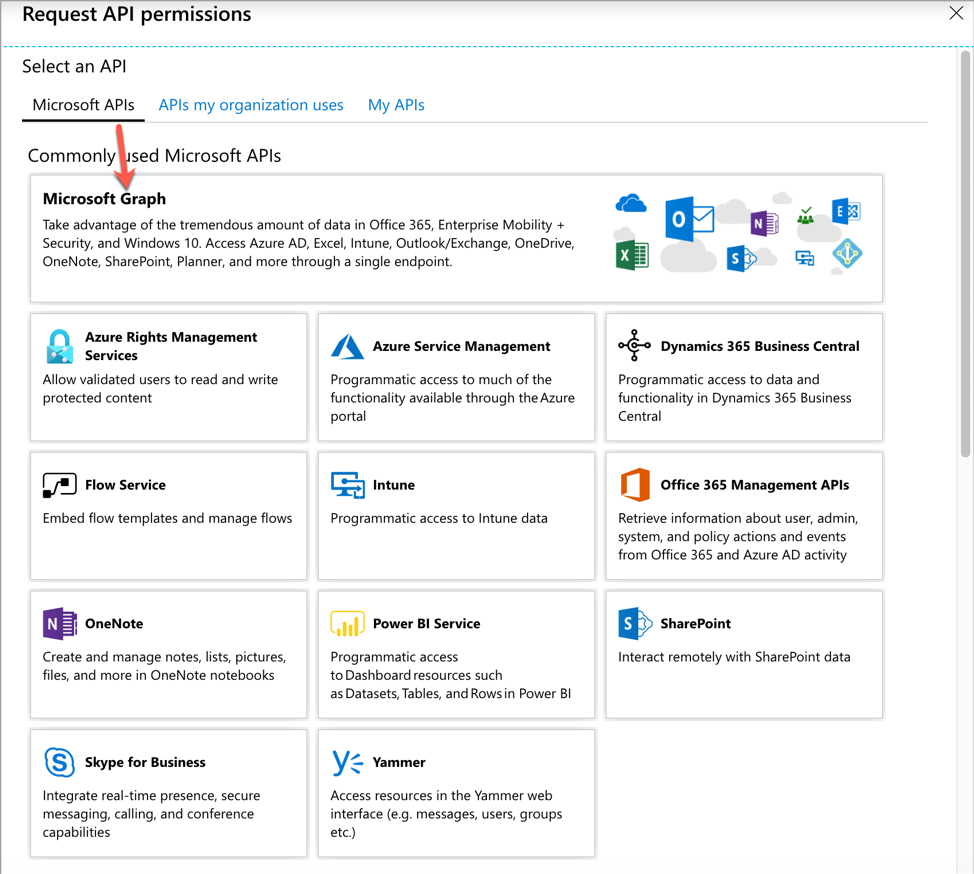 Request API permissions
Select an API
Microsoft APIs APIs my organization uses My APIs
Commonly used Microsoft APIs
Microsoft Graph
Take advantage of the tremendous amount of data in Office 365, Enterprise Mobility +
Security, and Windows 10. Access Azure AD, Excel, Intune, Outlook/Exchange, OneDrive,
OneNote, SharePoint, Planner, and more through a single endpoint.
Azure Rights Management
Services
Allow validated users to read and write
protected content
Azure Service Management
Programmatic access to much of the
functionality available through the Azure
portal
Dynamics 365 Business Central
Programmatic access to data and
functionality in Dynamics 365 Business
Central
Flow Service
Embed flow templates and manage flows
Intune
Programmatic access to Intune data
Office 365 Management APIs
Retrieve information about user, admin,
system, and policy actions and events
from Office 365 and Azure AD activity
OneNote
Create and manage notes, lists, pictures,
files, and more in OneNote notebooks
Power BI Service
Programmatic access
to Dashboard resources such
as Datasets, Tables, and Rows in Power BI
SharePoint
Interact remotely with SharePoint data
Skype for Business
Integrate real-time presence, secure
messaging, calling, and conference
capabilities
Yammer
Access resources in the Yammer web
interface (e.g. messages, users, groups
etc.)